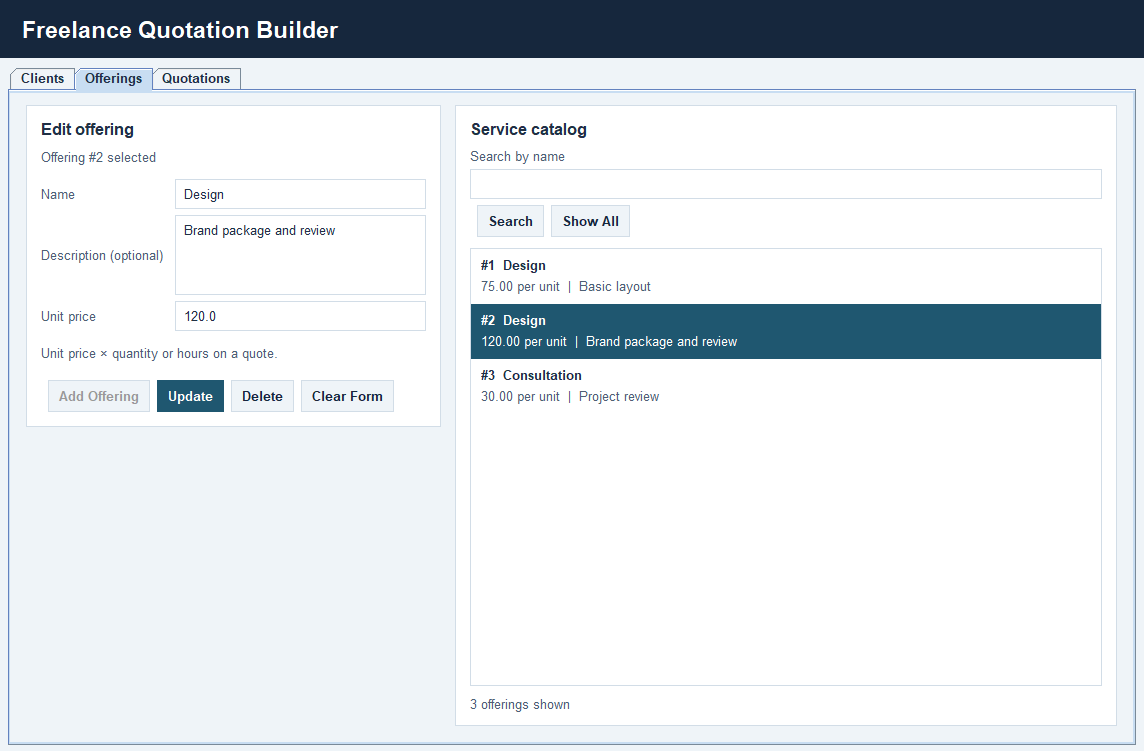 Freelance Quotation Builder
Clients Offerings Quotations
Edit offering
Offering #2 selected
Name Design
Description (optional) Brand package and review
Unit price 120.0
Unit price × quantity or hours on a quote.
Add Offering Update Delete Clear Form
Service catalog
Search by name
Search Show All
#1 Design
75.00 per unit | Basic layout
#2 Design
120.00 per unit | Brand package and review
#3 Consultation
30.00 per unit | Project review
3 offerings shown